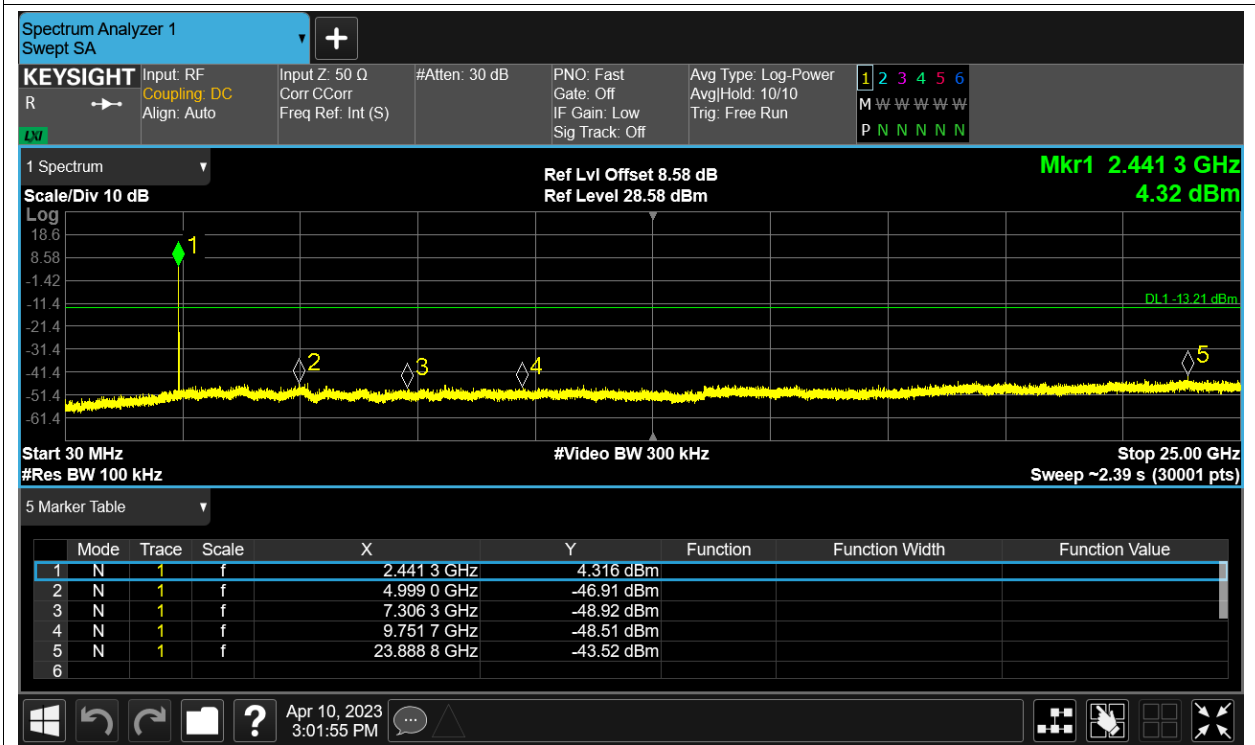 Spectrum Analyzer 1
Swept SA
KEYSIGHT Input: RF Input Z: 50 Ω #Atten: 30 dB PNO: Fast Avg Type: Log-Power 1 2 3 4 5 6
R Coupling: DC Corr CCorr Gate: Off Avg|Hold: 10/10 M W W W W W
Align: Auto Freq Ref: Int (S) IF Gain: Low Trig: Free Run
LXI Sig Track: Off P N N N N N
1 Spectrum Ref Lvl Offset 8.58 dB Mkr1 2.441 3 GHz
Scale/Div 10 dB Ref Level 28.58 dBm 4.32 dBm
Log
18.6
8.58
-1.42
-11.4
-21.4
-31.4
-41.4
-51.4
-61.4
1
2
3
4
5
DL1 -13.21 dBm
Start 30 MHz #Video BW 300 kHz Stop 25.00 GHz
#Res BW 100 kHz Sweep ~2.39 s (30001 pts)
5 Marker Table
Mode Trace Scale X Y Function Function Width Function Value
1 N 1 f 2.441 3 GHz 4.316 dBm
2 N 1 f 4.999 0 GHz -46.91 dBm
3 N 1 f 7.306 3 GHz -48.92 dBm
4 N 1 f 9.751 7 GHz -48.51 dBm
5 N 1 f 23.888 8 GHz -43.52 dBm
6
? Apr 10, 2023
3:01:55 PM